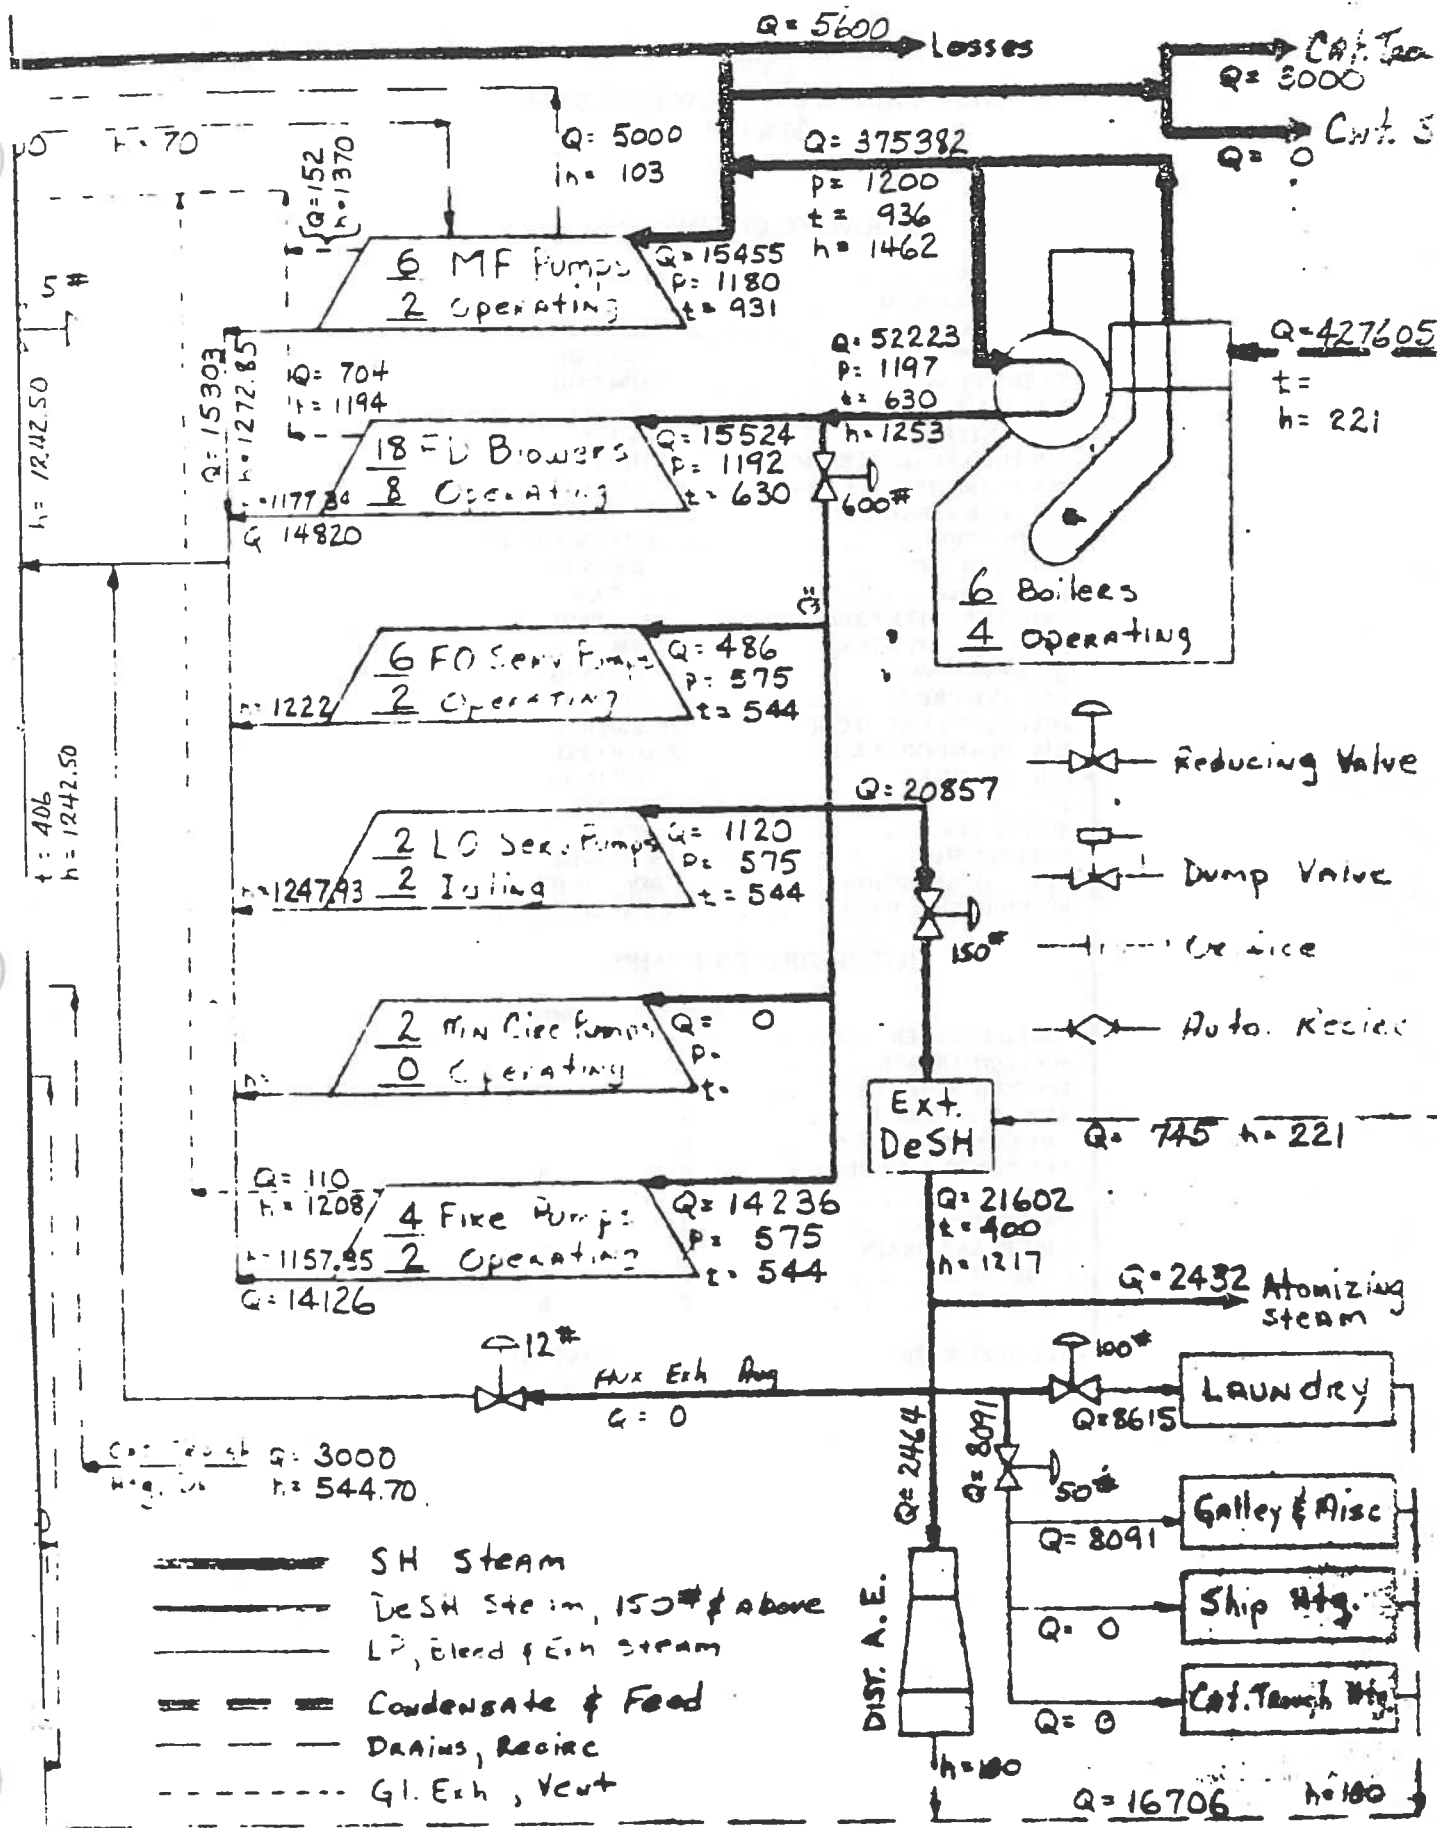 Q= 5600
Losses
Q= 3000
Q= 5000
h= 103
h= 70
Q= 375382
p= 1200
t= 936
h= 1462
Q= 0
Q= 152
h= 1370
6 MF Pumps
2 Operating
Q= 15455
p= 1180
t= 931
5 #
Q= 15303
h= 1272.85
Q= 704
h= 1194
Q= 52223
p= 1197
t= 630
h= 1253
Q= 427605
t=
h= 221
h= 1242.50
18 FD Blowers
8 Operating
Q= 15524
p= 1192
t= 630
600#
h= 1177.84
Q 14820
6 Boilers
4 Operating
6 FO Serv Pumps
2 Operating
Q= 486
p= 575
t= 544
h= 1222
t= 406
h= 1242.50
Reducing Valve
Q= 20857
2 LO Serv Pumps
2 Idling
Q= 1120
p= 575
t= 544
h= 1247.93
Dump Valve
150#
Orifice
2 MN Circ Pumps
0 Operating
Q= 0
p=
t=
h=
Auto. Recirc
Ext.
DeSH
Q= 745 h= 221
Q= 110
h= 1208
4 Fire Pumps
2 Operating
Q= 14236
p= 575
t= 544
h= 1157.95
Q= 14126
Q= 21602
t= 400
h= 1217
Q= 2432 Atomizing
Steam
12#
Aux Exh Aug
Q= 0
100#
Q= 8615
LAUNDRY
Q= 2464
Q= 8091
50#
Q= 3000
h= 544.70
Q= 8091
Galley & Misc
Q= 0
Ship Htg.
Q= 0
Cat. Trough Htg
DIST. A.E.
SH Steam
DeSH Steam, 150# & Above
LP, Bleed & Exh Steam
Condensate & Feed
Drains, Recirc
Gl. Exh, Vent
h= 180
Q= 16706
h= 180